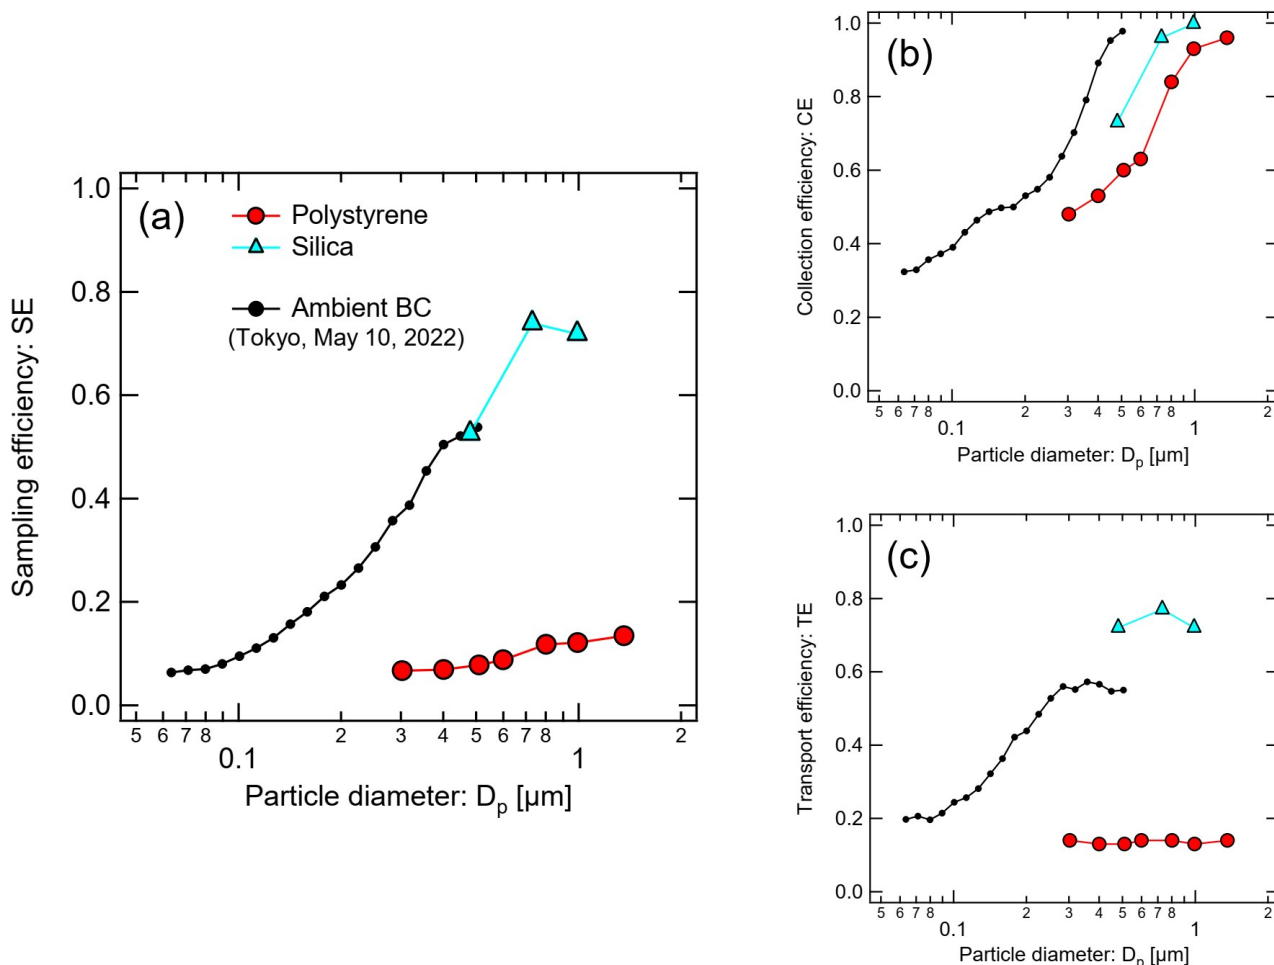 (a)
Polystyrene
Silica
Ambient BC
(Tokyo, May 10, 2022)
Sampling efficiency: SE
1.0
0.8
0.6
0.4
0.2
0.0
5 6 7 8 2 3 4 5 6 7 8 2
0.1 1
Particle diameter: Dp [µm]
(b)
Collection efficiency: CE
1.0
0.8
0.6
0.4
0.2
0.0
5 6 7 8 2 3 4 5 6 7 8 2
0.1 1
Particle diameter: Dp [µm]
(c)
Transport efficiency: TE
1.0
0.8
0.6
0.4
0.2
0.0
5 6 7 8 2 3 4 5 6 7 8 2
0.1 1
Particle diameter: Dp [µm]